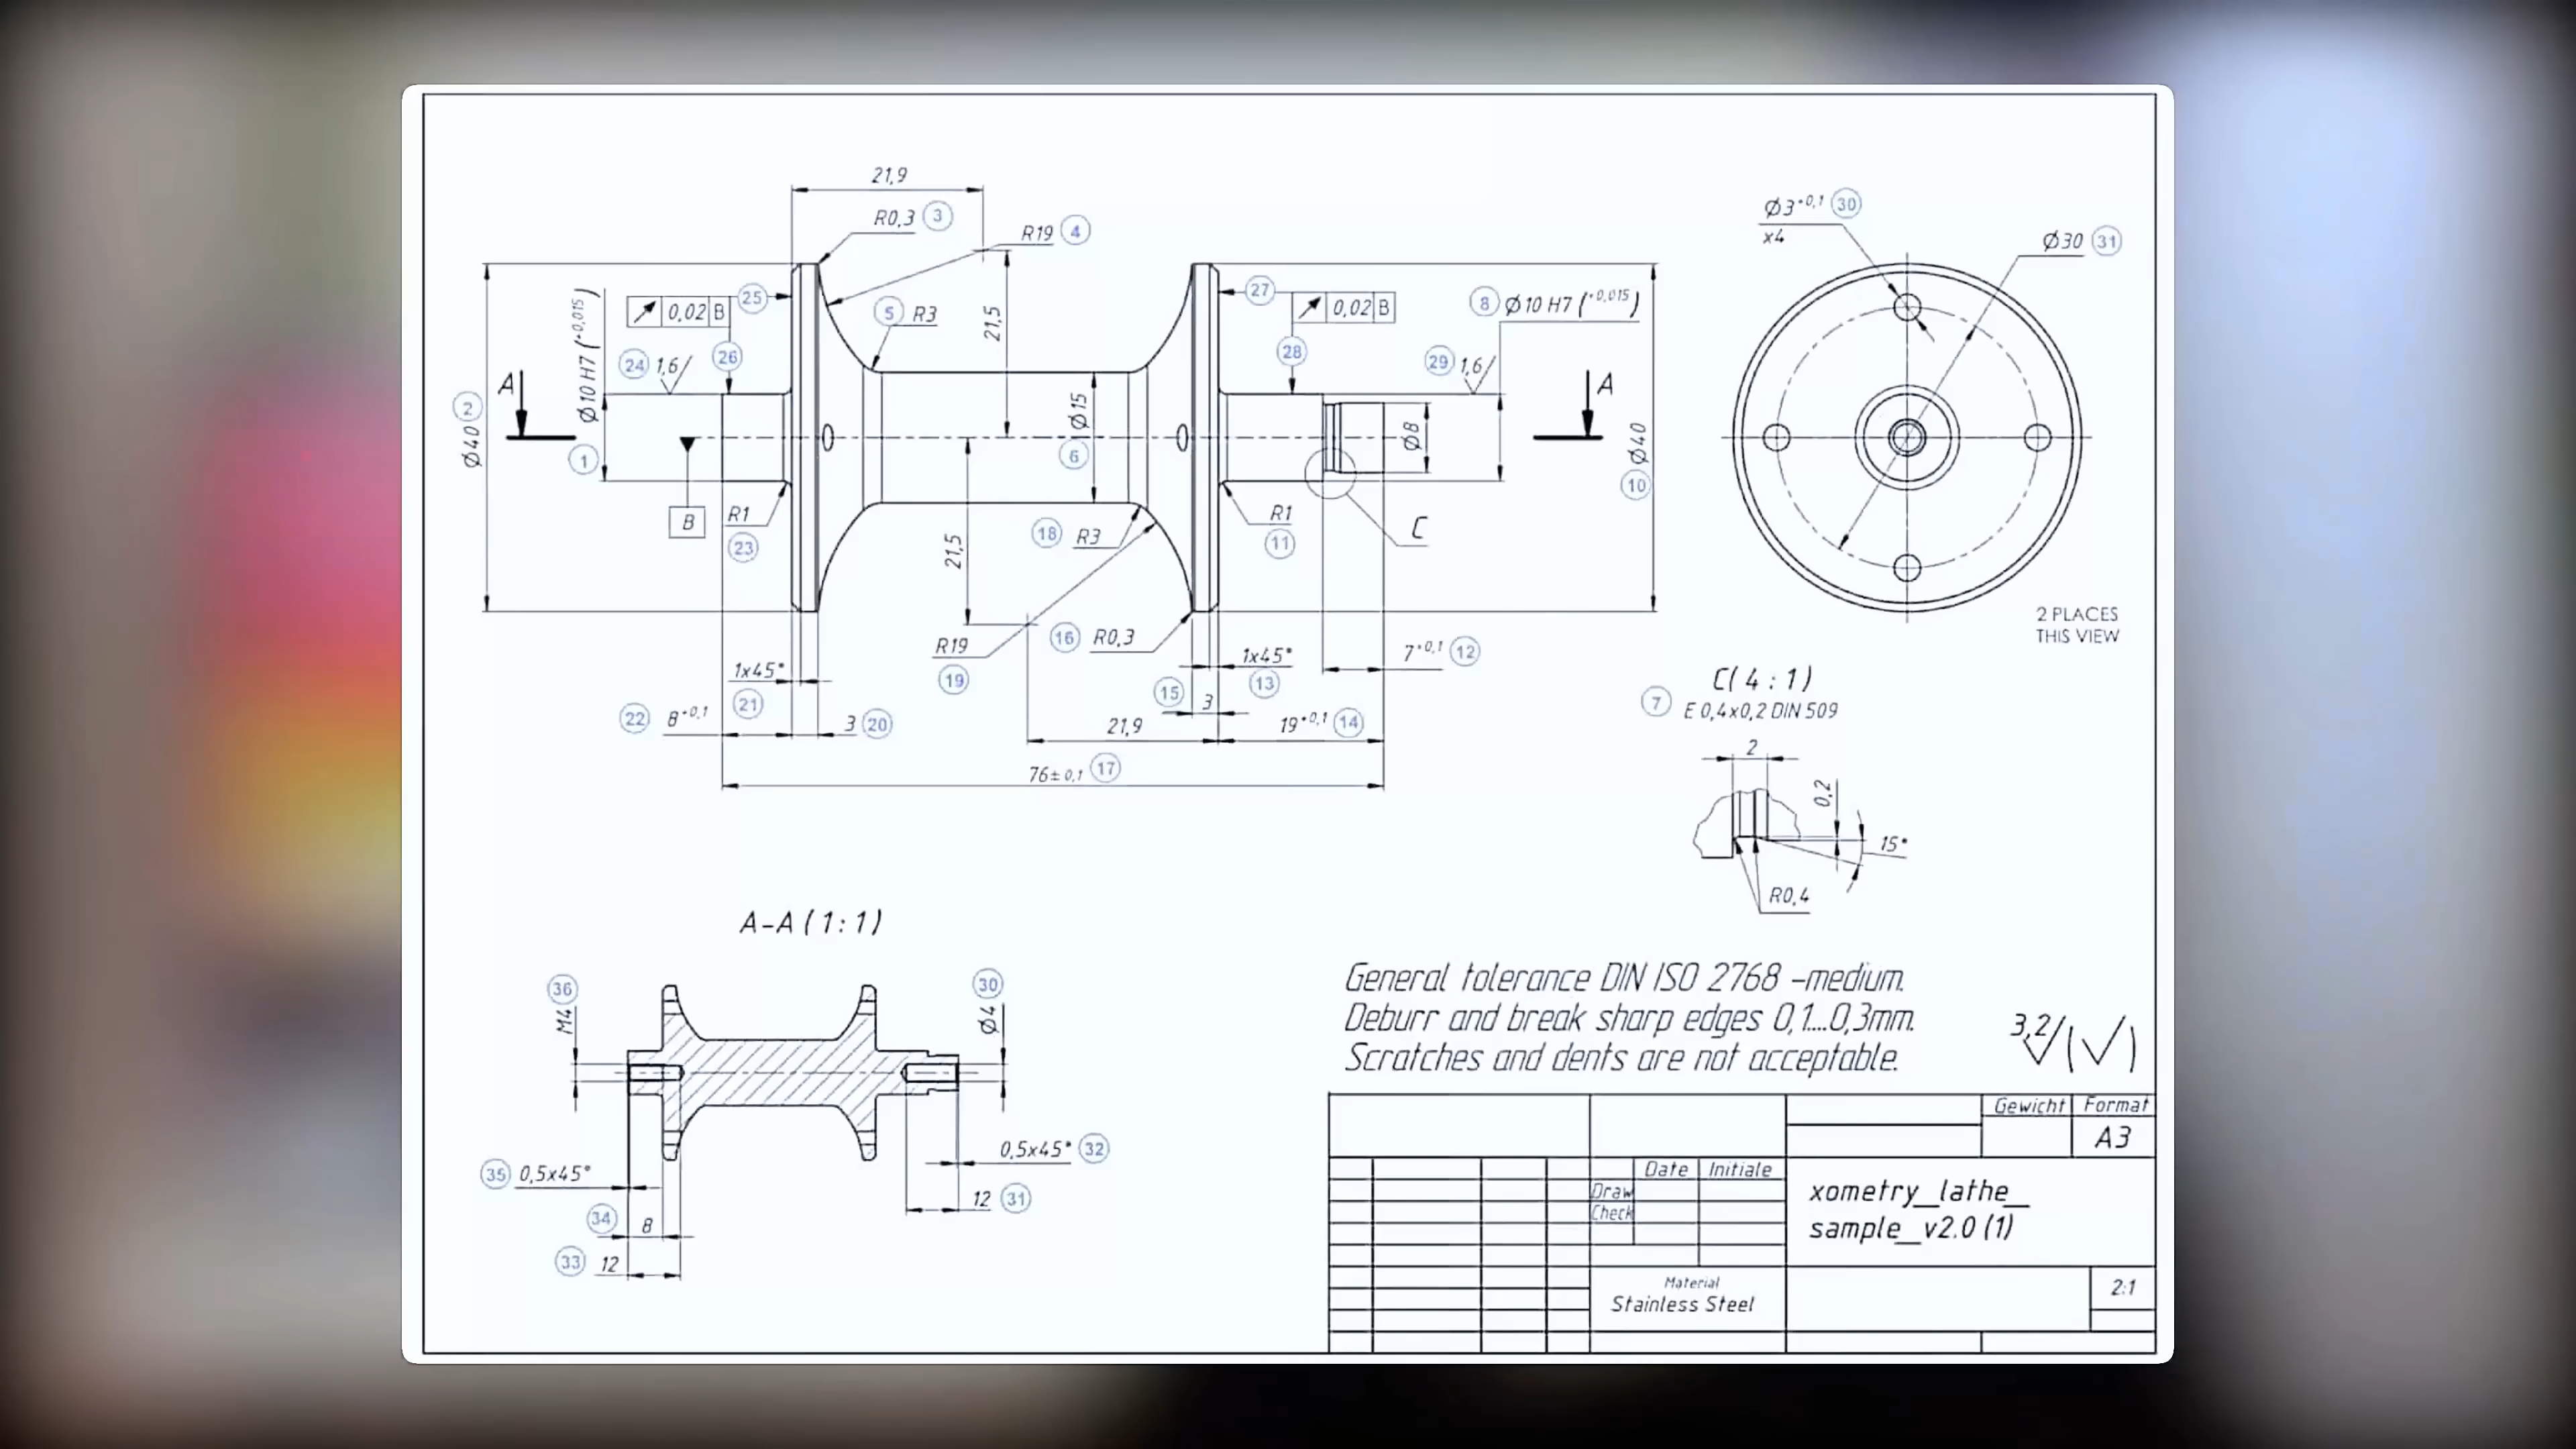 21,9
R0,3 3
R19 4
Ø3+0,1 30
x4
Ø30 31
25
0,02 B
5 R3
21,5
27
0,02 B
8 Ø10 H7 (+0,015)
Ø10 H7 (+0,015)
24 1,6
26
28
29 1,6
A
A
2
Ø40
1
6 Ø15
Ø8
Ø40
10
B
R1
23
21,5
18 R3
R1
11
C
R19
19
16 R0,3
2 PLACES
THIS VIEW
1x45°
21
1x45°
13
7+0,1 12
15
3
22 8+0,1
3 20
21,9
19+0,1 14
76±0,1 17
C(4:1)
7 E 0,4x0,2 DIN 509
2
0,2
15°
R0,4
A-A (1:1)
36
M4
30
Ø4
0,5x45° 32
35 0,5x45°
12 31
34 8
33 12
General tolerance DIN ISO 2768 -medium.
Deburr and break sharp edges 0,1...0,3mm.
Scratches and dents are not acceptable.
3,2 (√)
Gewicht Format
A3
Date Initiale
Draw
Check
xometry_lathe_
sample_v2.0 (1)
Material
Stainless Steel
2:1